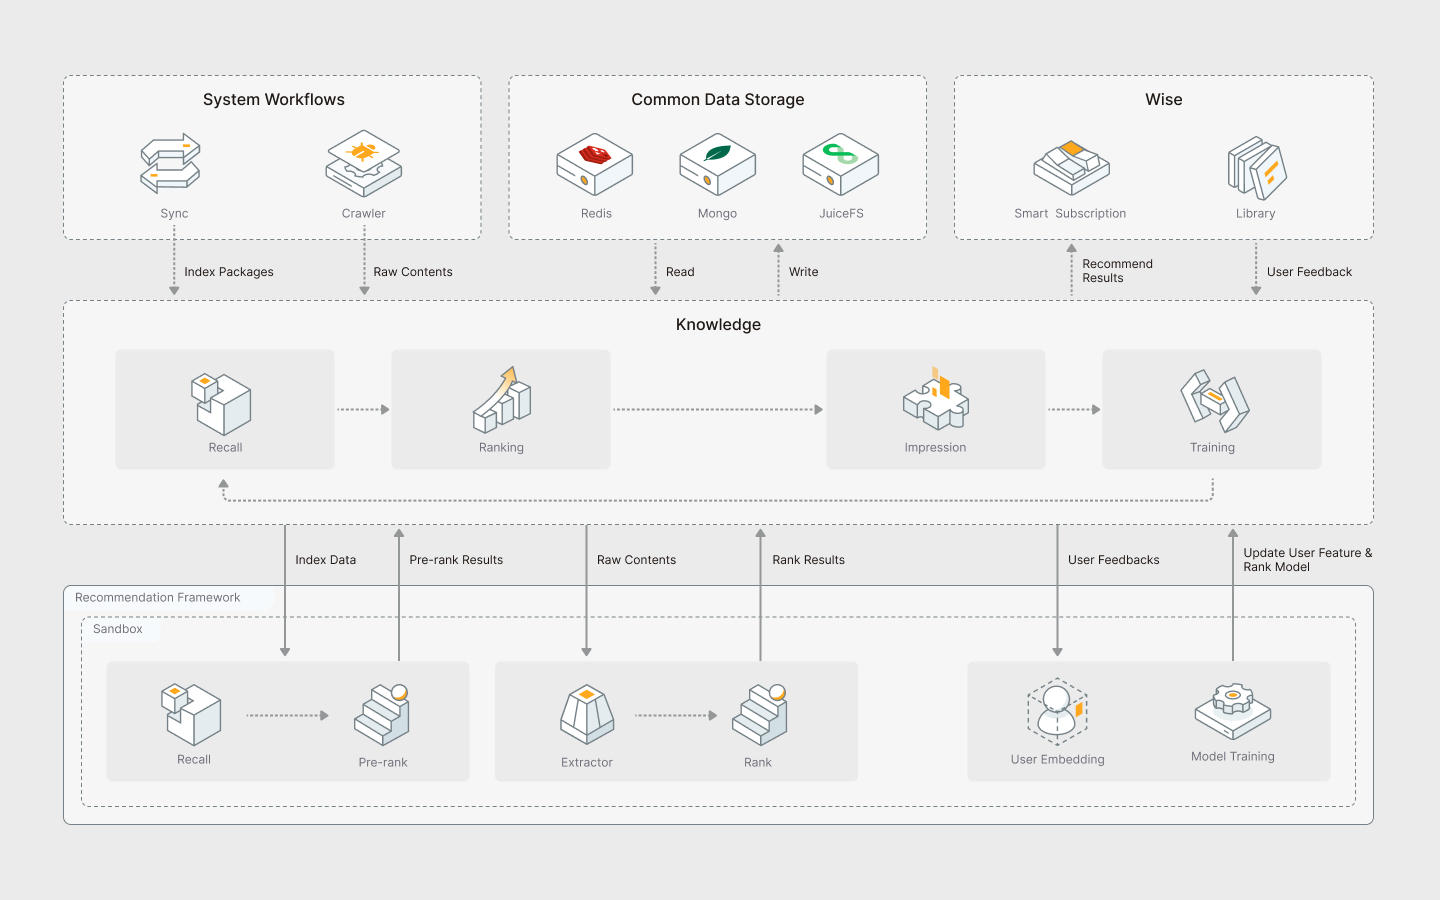 System Workflows
Sync
Crawler
Common Data Storage
Redis
Mongo
JuiceFS
Wise
Smart Subscription
Library
Index Packages
Raw Contents
Read
Write
Recommend
Results
User Feedback
Knowledge
Recall
Ranking
Impression
Training
Index Data
Pre-rank Results
Raw Contents
Rank Results
User Feedbacks
Update User Feature &
Rank Model
Recommendation Framework
Sandbox
Recall
Pre-rank
Extractor
Rank
User Embedding
Model Training